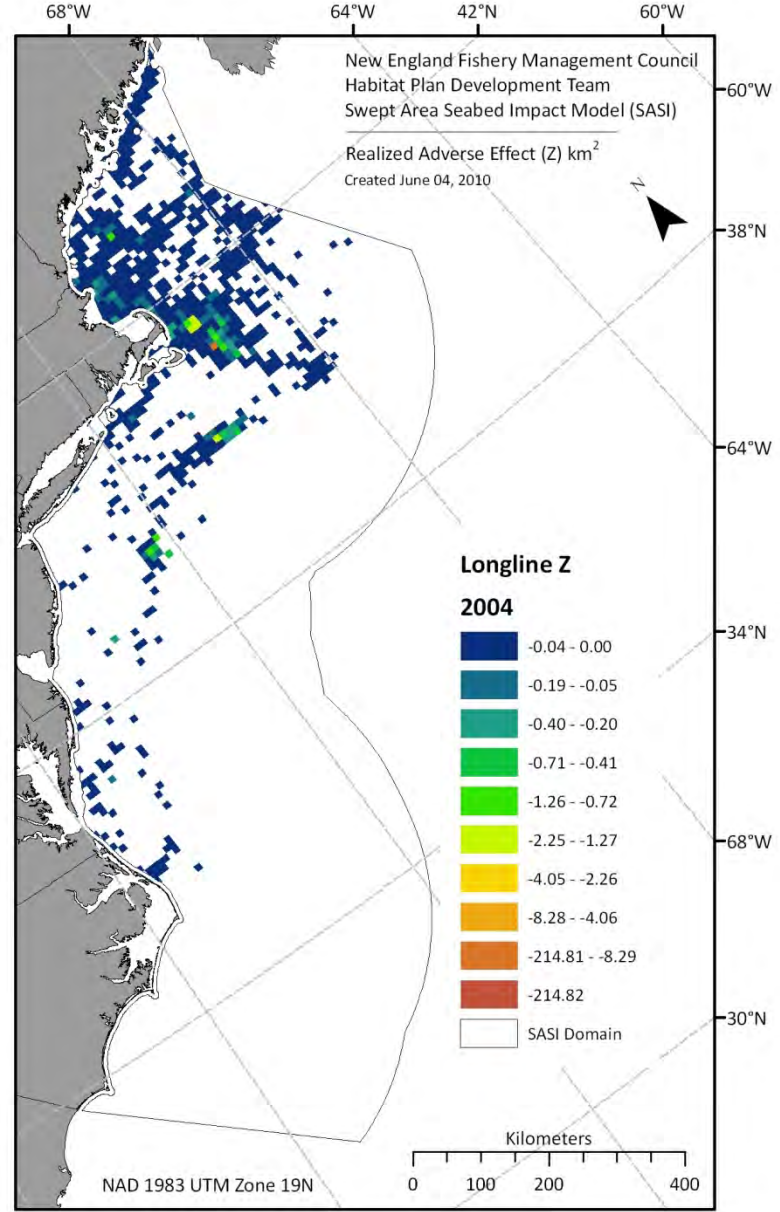 68°W
64°W
42°N
60°W
New England Fishery Management Council
Habitat Plan Development Team
Swept Area Seabed Impact Model (SASI)
Realized Adverse Effect (Z) km²
Created June 04, 2010
N
60°W
38°N
64°W
34°N
68°W
30°N
Longline Z
2004
-0.04 - 0.00
-0.19 - -0.05
-0.40 - -0.20
-0.71 - -0.41
-1.26 - -0.72
-2.25 - -1.27
-4.05 - -2.26
-8.28 - -4.06
-214.81 - -8.29
-214.82
SASI Domain
Kilometers
0 100 200 400
NAD 1983 UTM Zone 19N